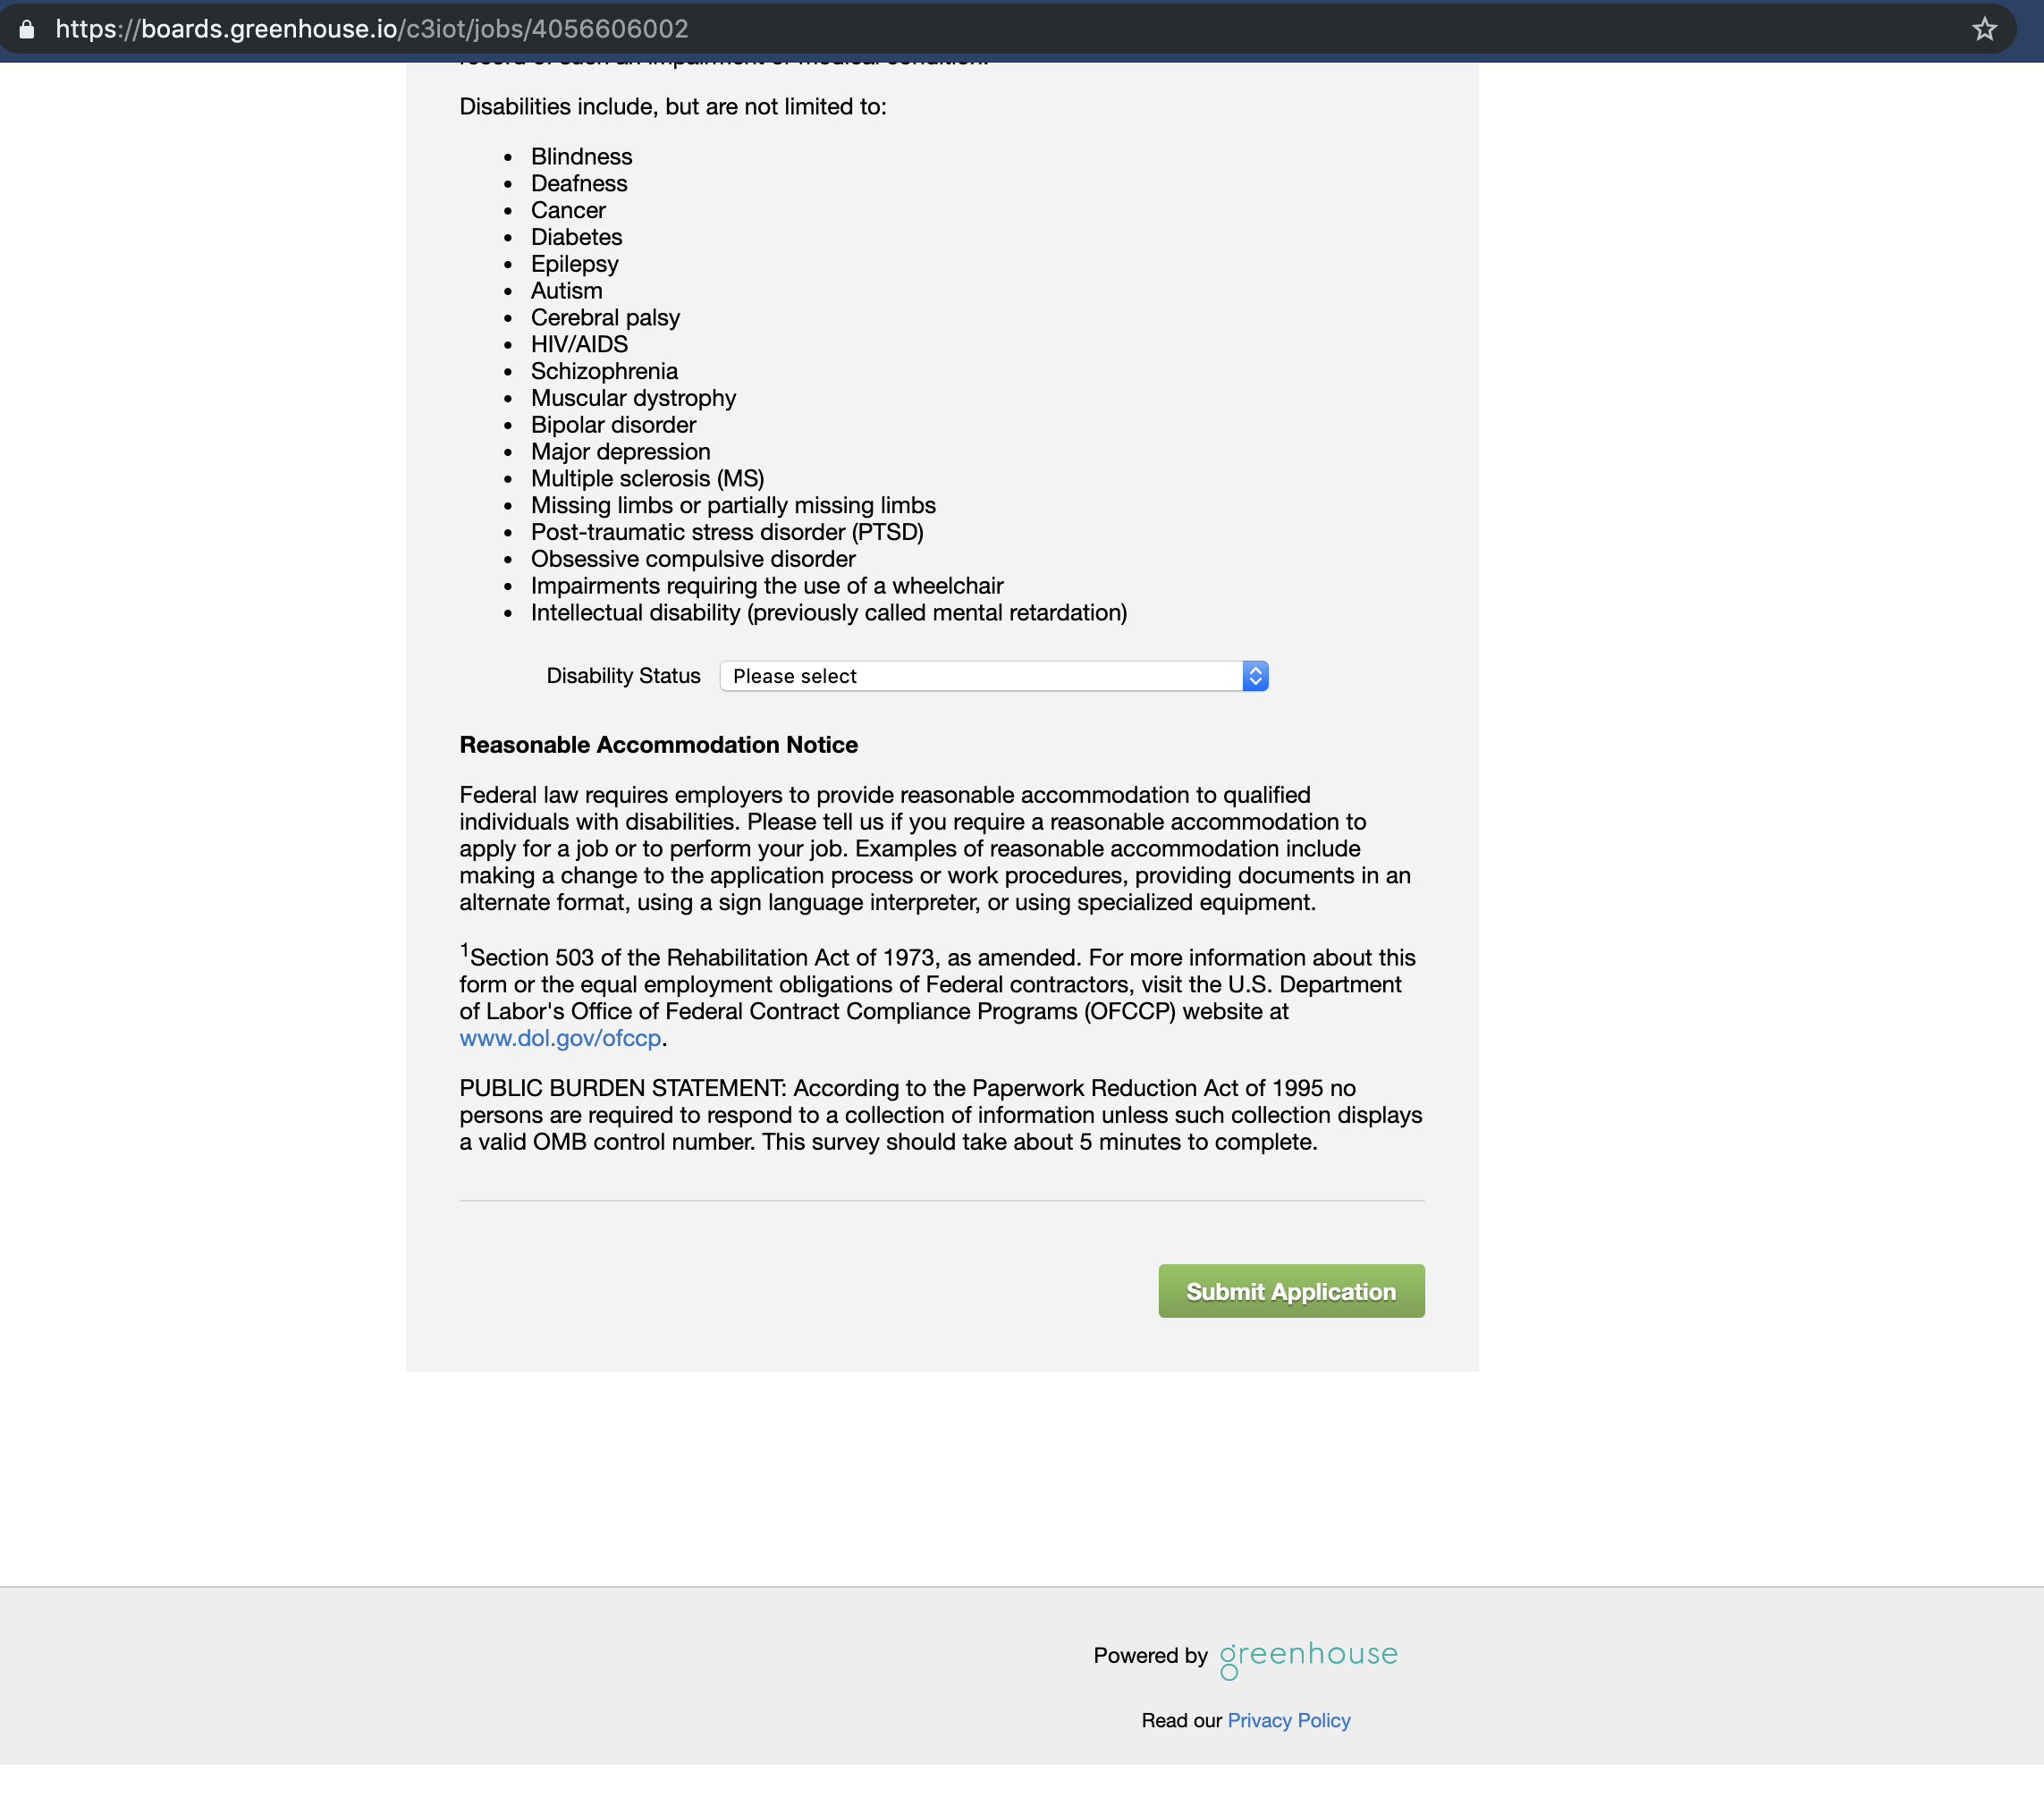 https://boards.greenhouse.io/c3iot/jobs/4056606002
record of such an impairment or medical condition.
Disabilities include, but are not limited to:
• Blindness
• Deafness
• Cancer
• Diabetes
• Epilepsy
• Autism
• Cerebral palsy
• HIV/AIDS
• Schizophrenia
• Muscular dystrophy
• Bipolar disorder
• Major depression
• Multiple sclerosis (MS)
• Missing limbs or partially missing limbs
• Post-traumatic stress disorder (PTSD)
• Obsessive compulsive disorder
• Impairments requiring the use of a wheelchair
• Intellectual disability (previously called mental retardation)
Disability Status Please select
Reasonable Accommodation Notice
Federal law requires employers to provide reasonable accommodation to qualified
individuals with disabilities. Please tell us if you require a reasonable accommodation to
apply for a job or to perform your job. Examples of reasonable accommodation include
making a change to the application process or work procedures, providing documents in an
alternate format, using a sign language interpreter, or using specialized equipment.
1Section 503 of the Rehabilitation Act of 1973, as amended. For more information about this
form or the equal employment obligations of Federal contractors, visit the U.S. Department
of Labor's Office of Federal Contract Compliance Programs (OFCCP) website at
www.dol.gov/ofccp.
PUBLIC BURDEN STATEMENT: According to the Paperwork Reduction Act of 1995 no
persons are required to respond to a collection of information unless such collection displays
a valid OMB control number. This survey should take about 5 minutes to complete.
Submit Application
Powered by greenhouse
Read our Privacy Policy